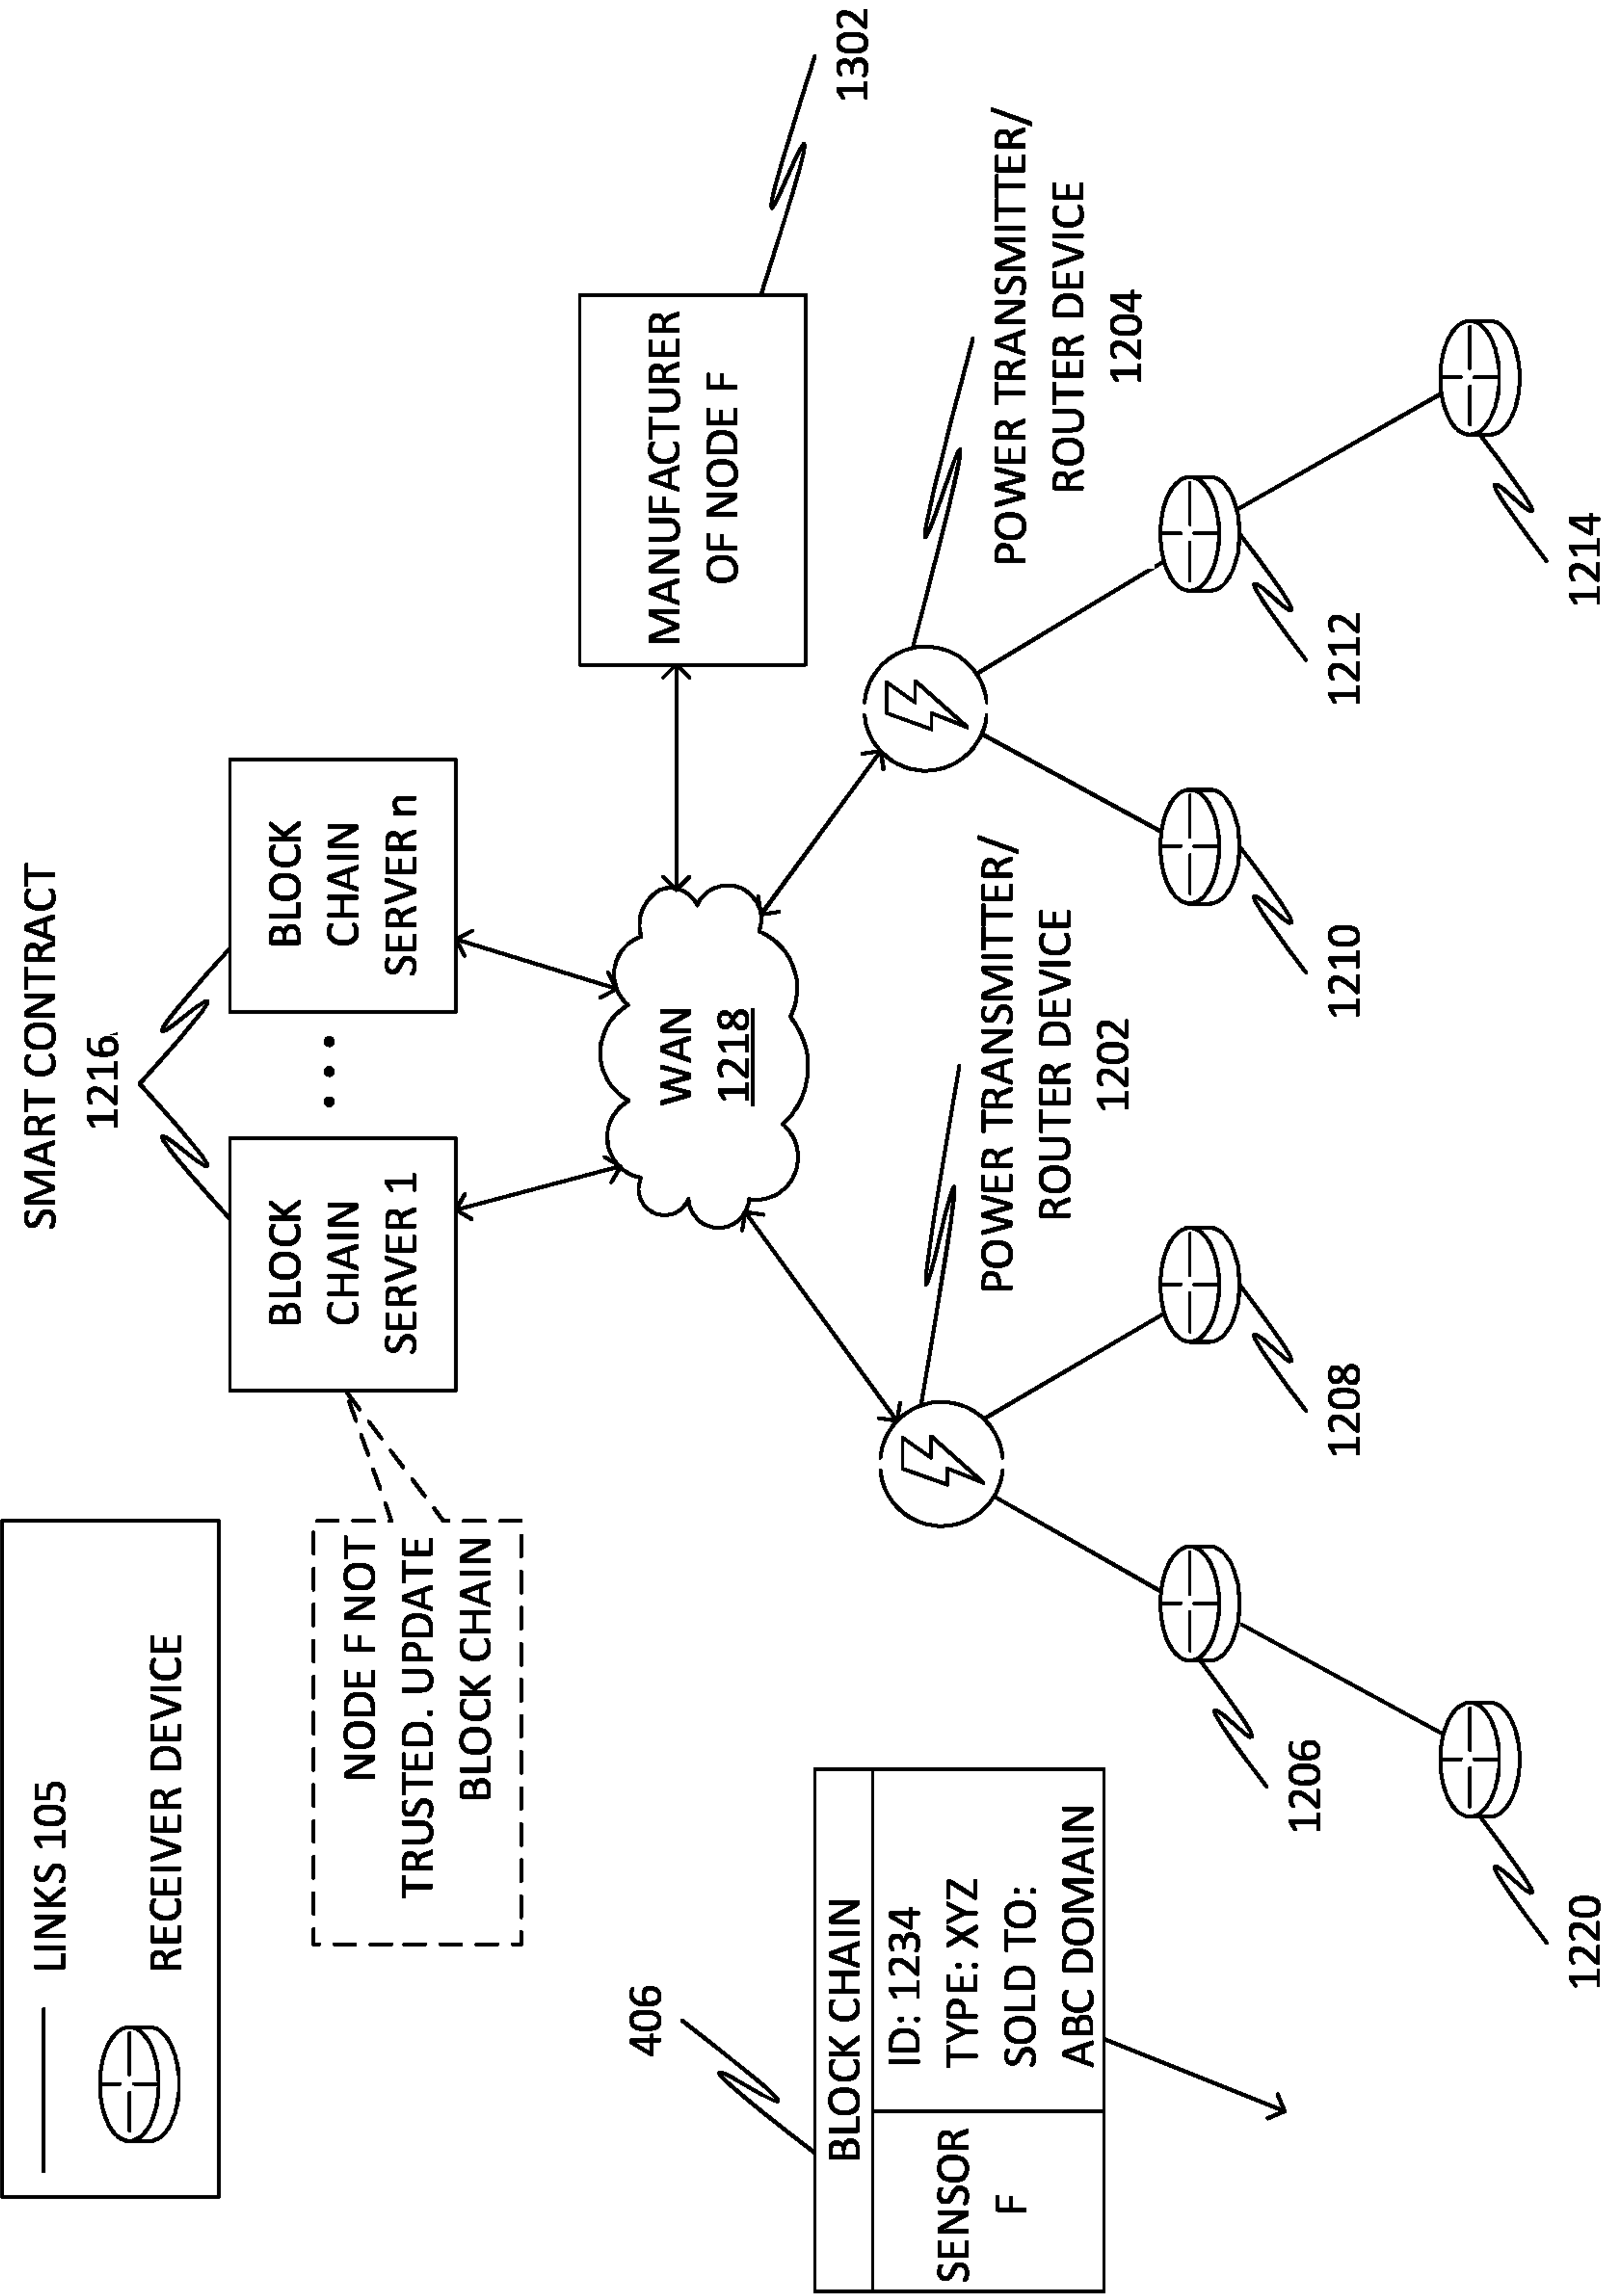 LINKS 105
RECEIVER DEVICE
SMART CONTRACT
1216
NODE F NOT
TRUSTED. UPDATE
BLOCK CHAIN
BLOCK
CHAIN
SERVER 1
BLOCK
CHAIN
SERVER n
MANUFACTURER
OF NODE F
1302
WAN
1218
406
BLOCK CHAIN
SENSOR
F
ID: 1234
TYPE: XYZ
SOLD TO:
ABC DOMAIN
POWER TRANSMITTER/
ROUTER DEVICE
1202
POWER TRANSMITTER/
ROUTER DEVICE
1204
1206
1208
1210
1212
1220
1214